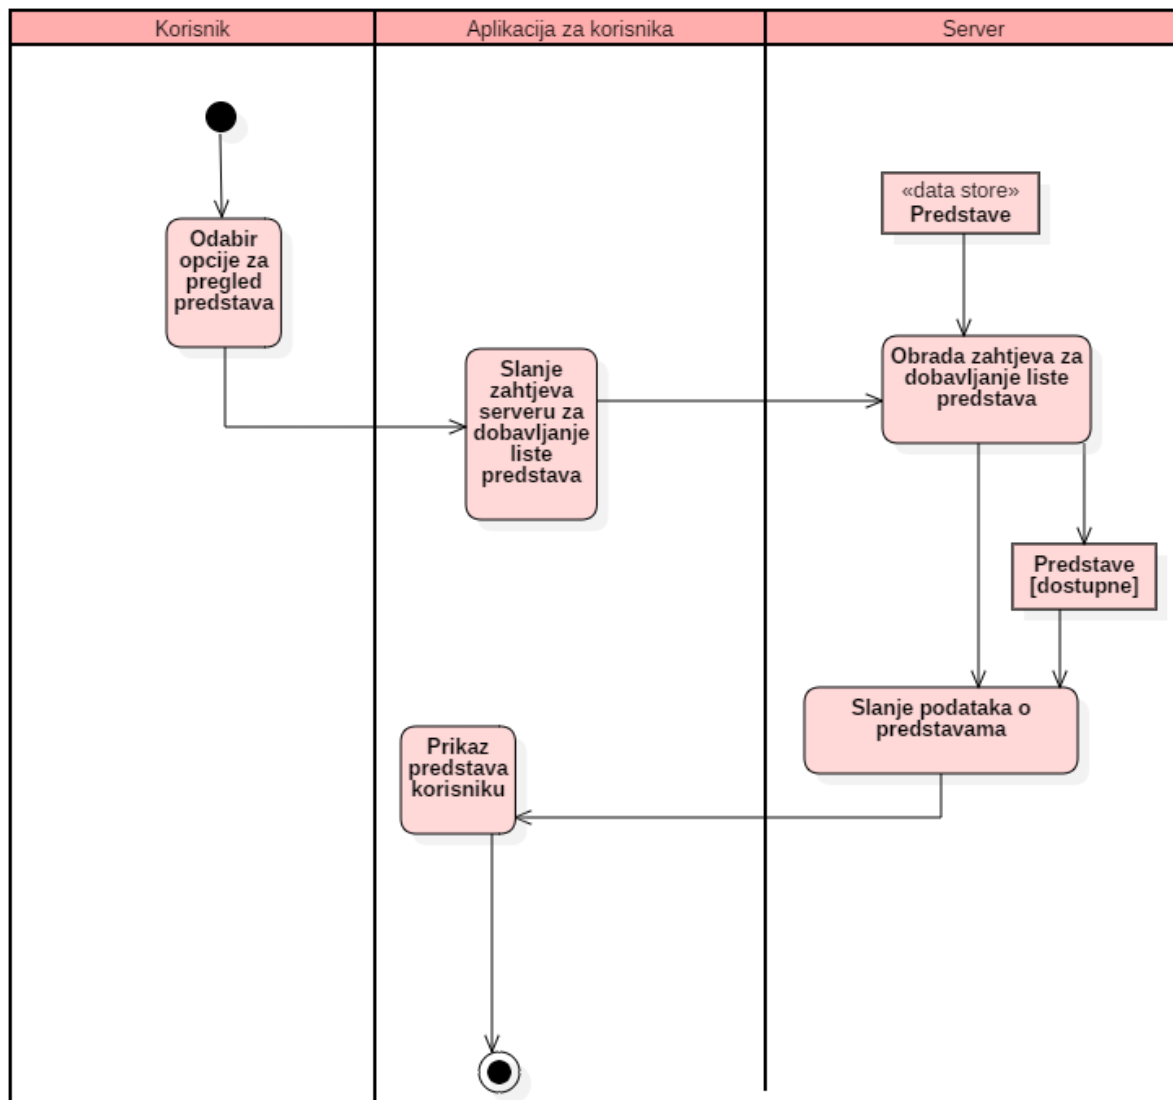 Korisnik
Aplikacija za korisnika
Server
«data store»
Predstave
Odabir
opcije za
pregled
predstava
Slanje
zahtjeva
serveru za
dobavljanje
liste
predstava
Obrada zahtjeva za
dobavljanje liste
predstava
Predstave
[dostupne]
Slanje podataka o
predstavama
Prikaz
predstava
korisniku